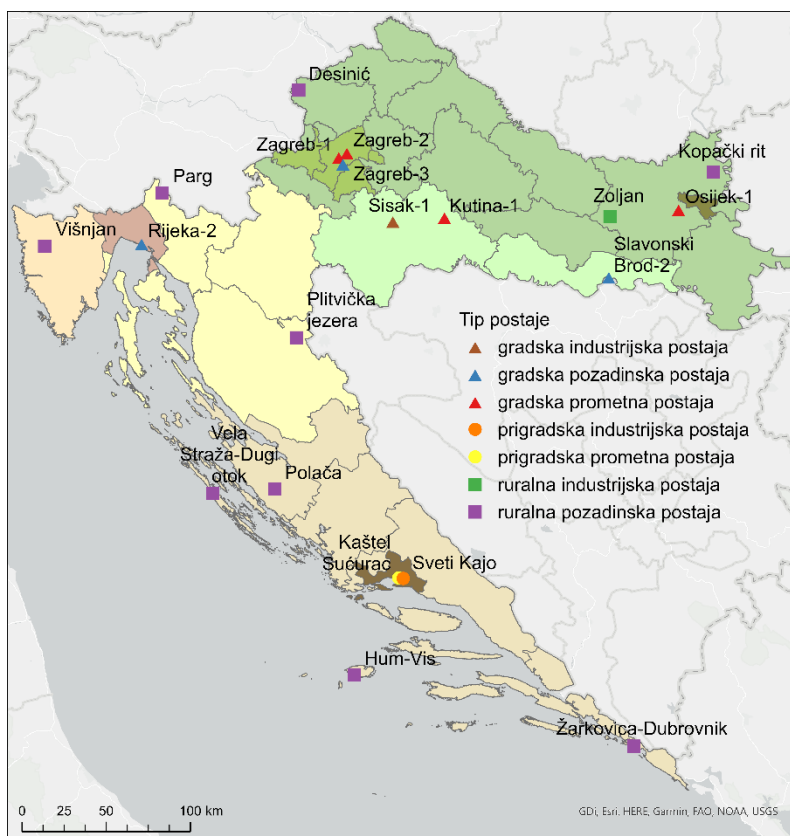 Desinić
Zagreb-1
Zagreb-2
Zagreb-3
Parg
Kopački rit
Zoljan
Osijek-1
Sisak-1
Kutina-1
Višnjan
Rijeka-2
Slavonski
Brod-2
Plitvička
jezera
Tip postaje
gradska industrijska postaja
gradska pozadinska postaja
gradska prometna postaja
prigradska industrijska postaja
prigradska prometna postaja
ruralna industrijska postaja
ruralna pozadinska postaja
Vela
Straža-Dugi
otok
Polača
Kaštel
Sućurac
Sveti Kajo
Hum-Vis
Žarkovica-Dubrovnik
0 25 50 100 km
GDi, Esri, HERE, Garmin, FAO, NOAA, USGS